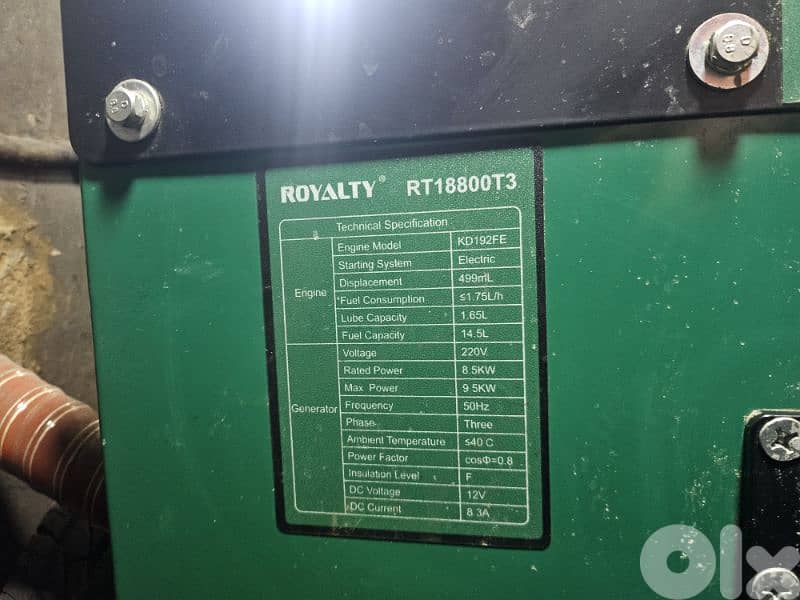 ROYALTY® RT18800T3
Technical Specification
Engine
Engine Model KD192FE
Starting System Electric
Displacement 499mL
*Fuel Consumption ≤1.75L/h
Lube Capacity 1.65L
Fuel Capacity 14.5L
Generator
Voltage 220V
Rated Power 8.5KW
Max Power 9.5KW
Frequency 50Hz
Phase Three
Ambient Temperature ≤40 C
Power Factor cosΦ=0.8
Insulation Level F
DC Voltage 12V
DC Current 8.3A
olx